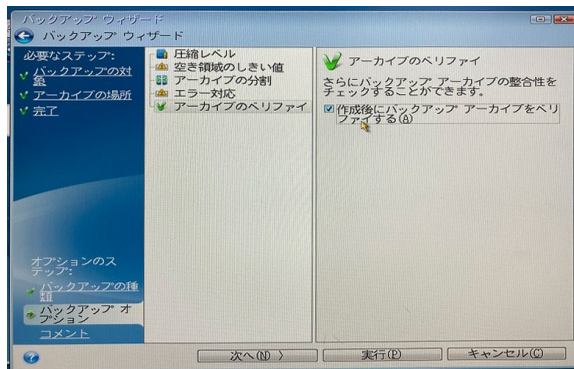 バックアップ ウィザード
バックアップ ウィザード
必要なステップ:
バックアップの対
象
アーカイブの場所
完了
オプションのス
テップ:
バックアップの種
類
バックアップ オ
プション
コメント
圧縮レベル
空き領域のしきい値
アーカイブの分割
エラー対応
アーカイブのベリファイ
アーカイブのベリファイ
さらにバックアップ アーカイブの整合性を
チェックすることができます。
作成後にバックアップ アーカイブをベリ
ファイする(A)
次へ(N) 〉
実行(P)
キャンセル(C)